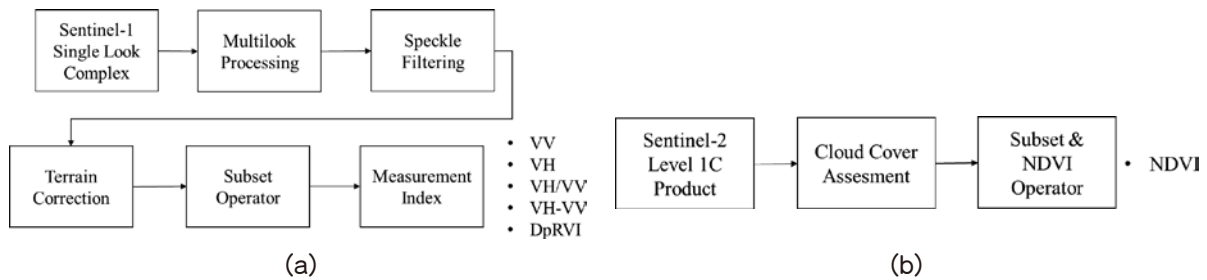 Sentinel-1
Single Look
Complex
Multilook
Processing
Speckle
Filtering
Terrain
Correction
Subset
Operator
Measurement
Index
• VV
• VH
• VH/VV
• VH-VV
• DpRVI
(a)
Sentinel-2
Level 1C
Product
Cloud Cover
Assesment
Subset &
NDVI
Operator
• NDVI
(b)